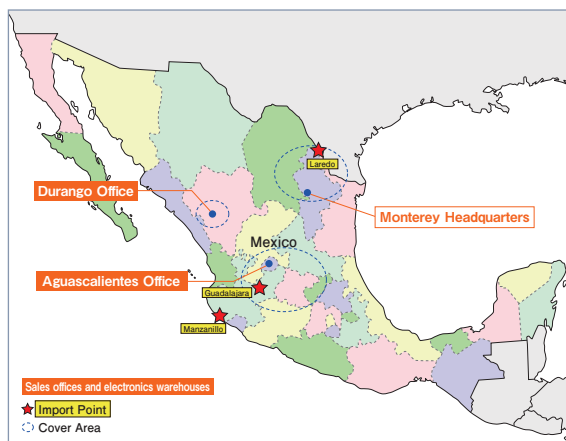 Laredo
Durango Office
Monterey Headquarters
Mexico
Aguascalientes Office
Guadalajara
Manzanillo
Sales offices and electronics warehouses
Import Point
Cover Area